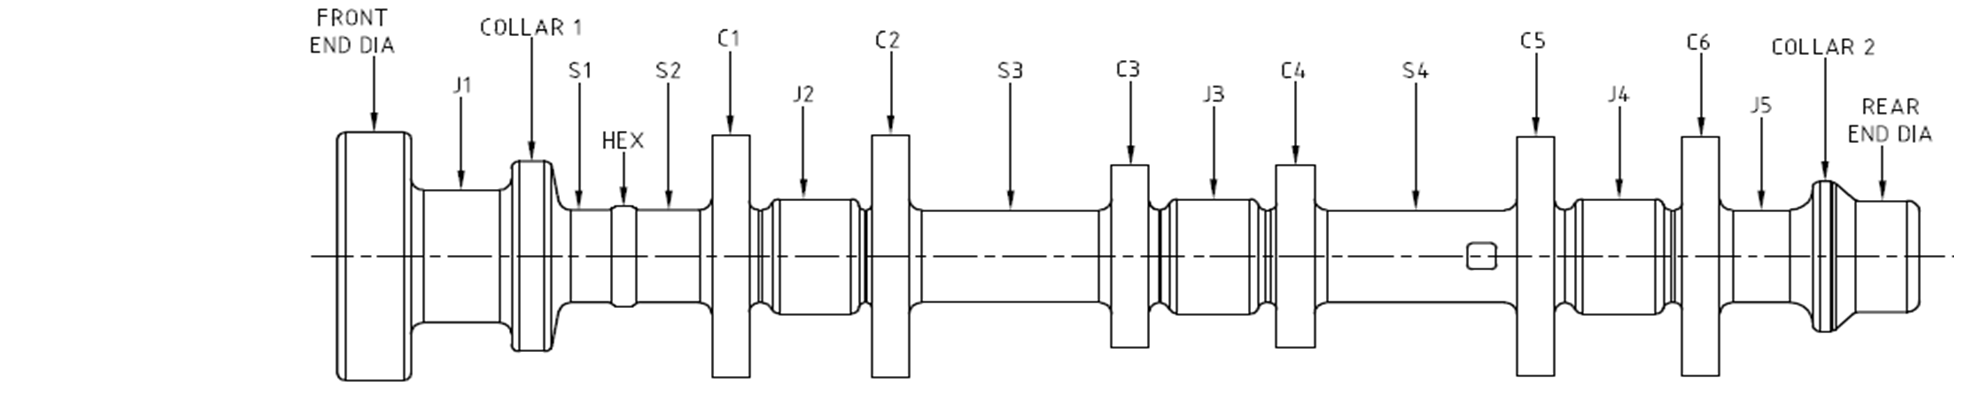 FRONT
END DIA
J1
COLLAR 1
S1
HEX
S2
C1
J2
C2
S3
C3
J3
C4
S4
C5
J4
C6
J5
COLLAR 2
REAR
END DIA